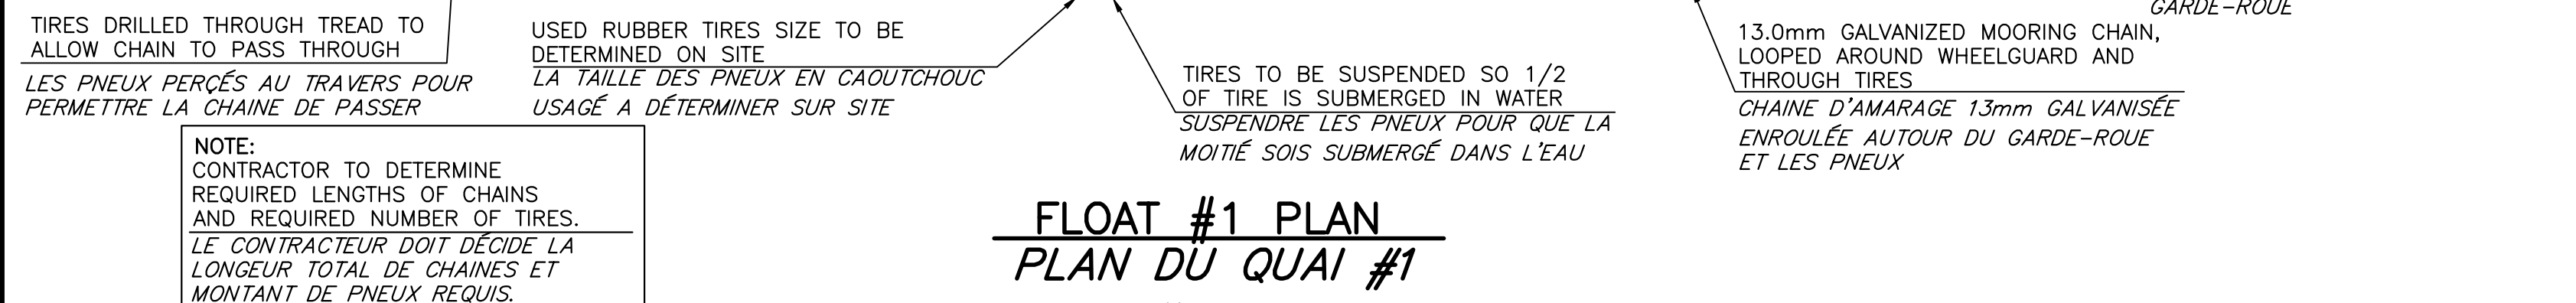 TIRES DRILLED THROUGH TREAD TO
ALLOW CHAIN TO PASS THROUGH
LES PNEUX PERÇÉS AU TRAVERS POUR
PERMETTRE LA CHAINE DE PASSER
USED RUBBER TIRES SIZE TO BE
DETERMINED ON SITE
LA TAILLE DES PNEUX EN CAOUTCHOUC
USAGÉ A DÉTERMINER SUR SITE
TIRES TO BE SUSPENDED SO 1/2
OF TIRE IS SUBMERGED IN WATER
SUSPENDRE LES PNEUX POUR QUE LA
MOITIÉ SOIS SUBMERGÉ DANS L'EAU
GARDE-ROUE
13.0mm GALVANIZED MOORING CHAIN,
LOOPED AROUND WHEELGUARD AND
THROUGH TIRES
CHAINE D'AMARAGE 13mm GALVANISÉE
ENROULÉE AUTOUR DU GARDE-ROUE
ET LES PNEUX
NOTE:
CONTRACTOR TO DETERMINE
REQUIRED LENGTHS OF CHAINS
AND REQUIRED NUMBER OF TIRES.
LE CONTRACTEUR DOIT DÉCIDE LA
LONGEUR TOTAL DE CHAINES ET
MONTANT DE PNEUX REQUIS.
FLOAT #1 PLAN
PLAN DU QUAI #1